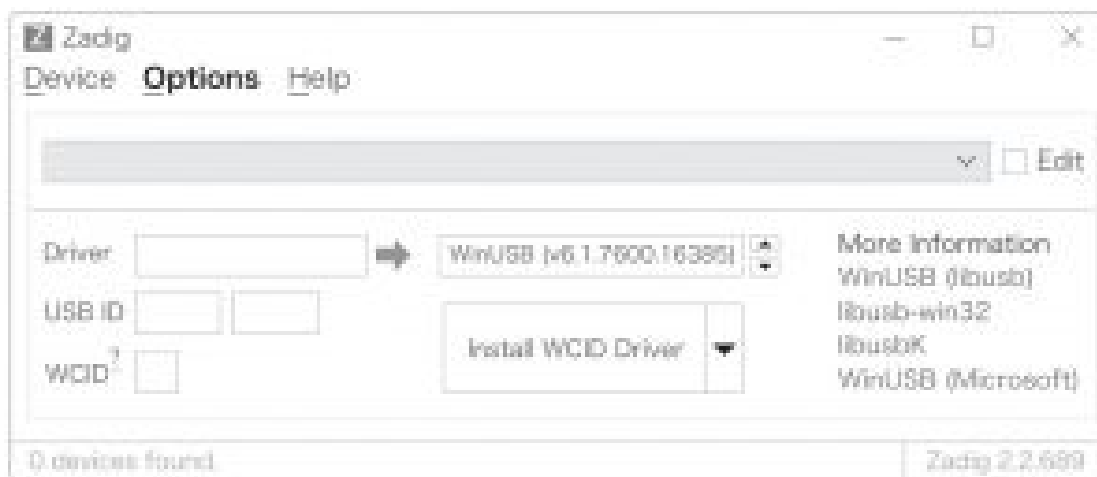 Zadig
Device Options Help
Edit
Driver
WinUSB (v6.1.7600.16385)
More Information
WinUSB (libusb)
USB ID
libusb-win32
Install WCID Driver
libusbK
WCID ?
WinUSB (Microsoft)
0 devices found.
Zadig 2.2.689